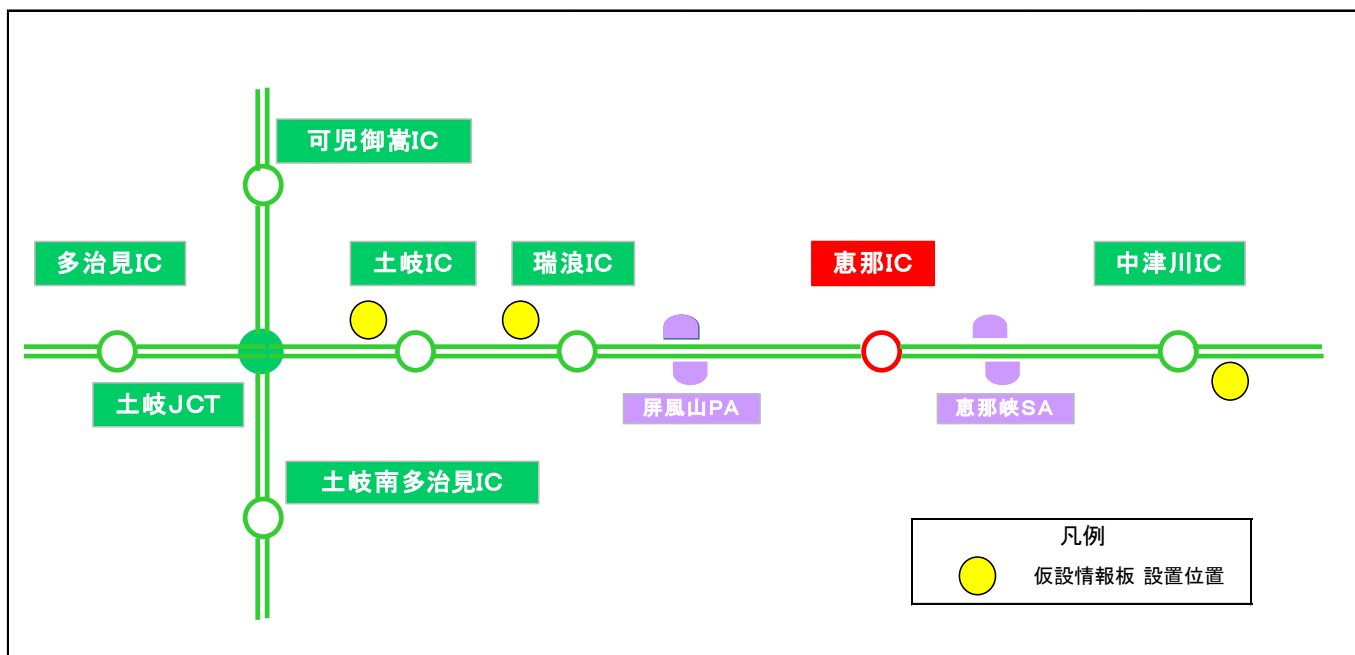 可児御嵩IC
多治見IC
土岐IC
瑞浪IC
恵那IC
中津川IC
土岐JCT
屏風山PA
恵那峡SA
土岐南多治見IC
凡例
仮設情報板 設置位置